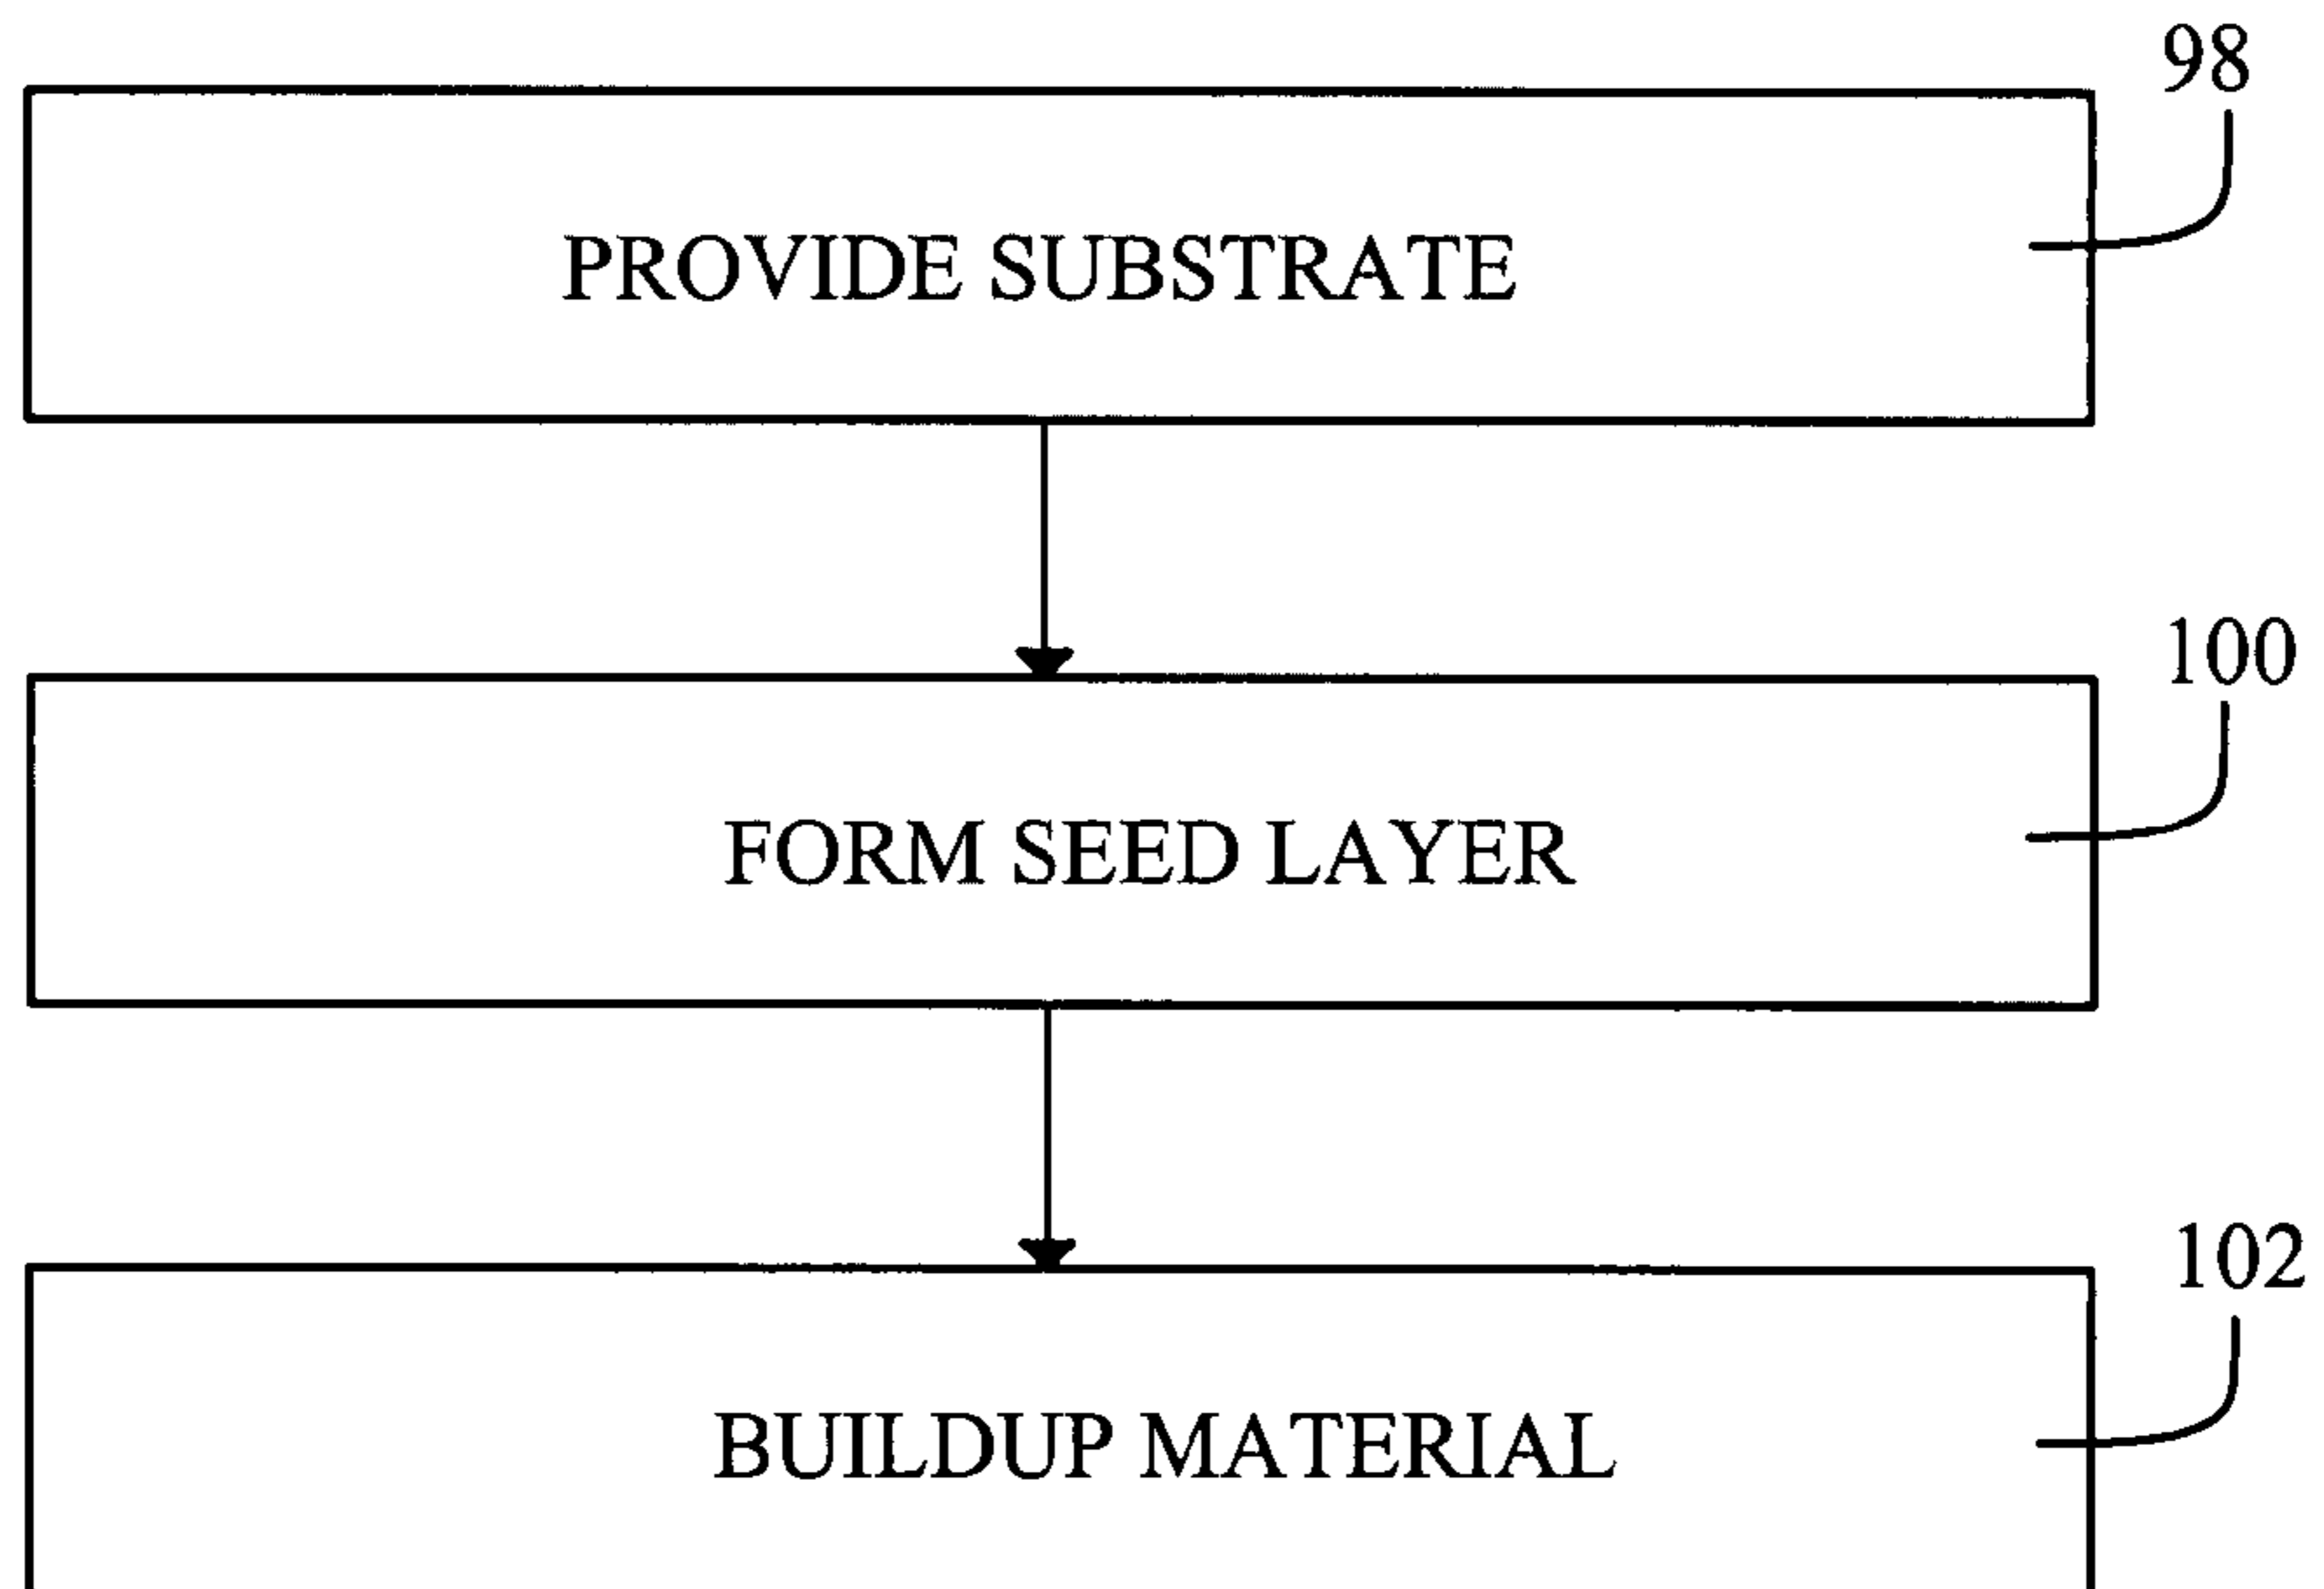 98
PROVIDE SUBSTRATE
100
FORM SEED LAYER
102
BUILDUP MATERIAL